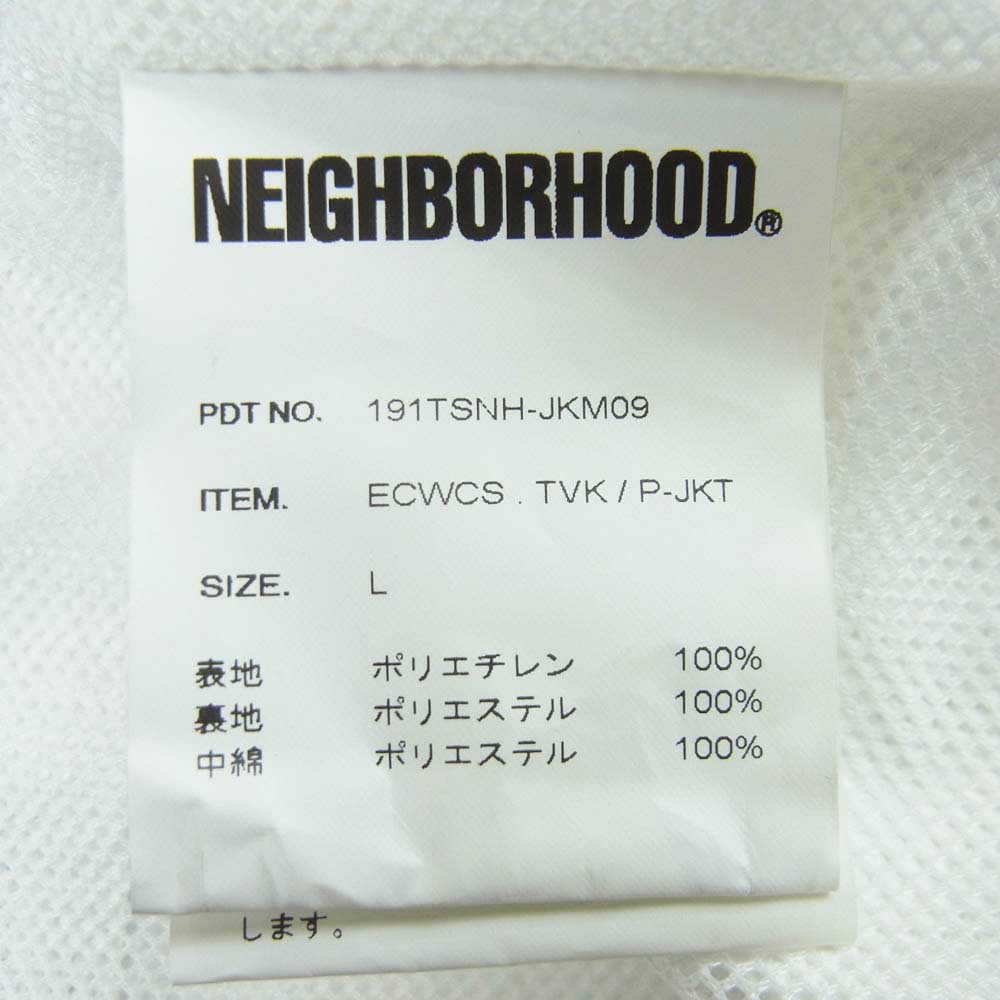 NEIGHBORHOOD®
PDT NO. 191TSNH-JKM09
ITEM. ECWCS . TVK / P-JKT
SIZE. L
表地 ポリエチレン 100%
裏地 ポリエステル 100%
中綿 ポリエステル 100%
します。